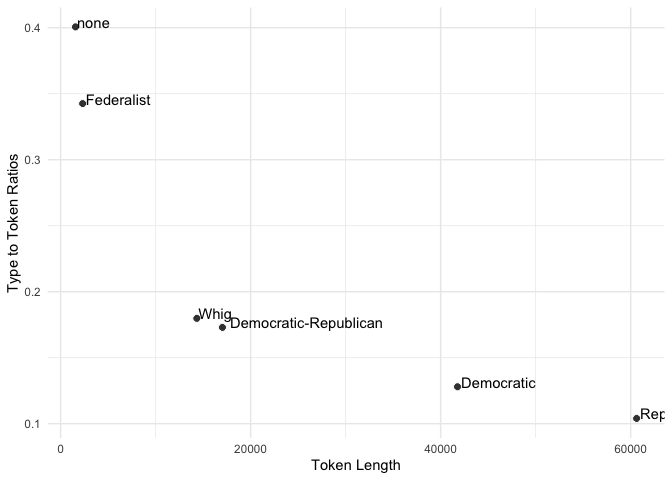 0.4
none
Federalist
0.3
Type to Token Ratios
0.2
Whig
Democratic-Republican
Democratic
Rep
0.1
0
20000
40000
60000
Token Length